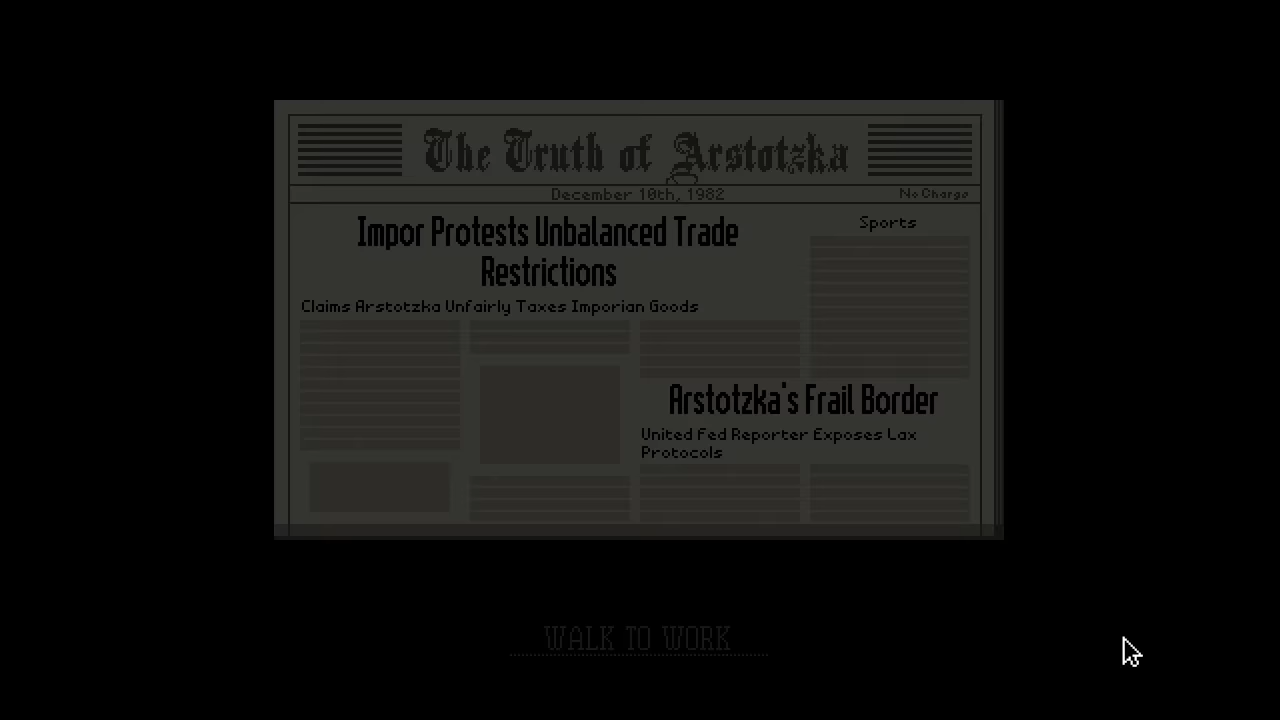 The Truth of Arstotzka
December 10th, 1982
No Charge
Impor Protests Unbalanced Trade
Restrictions
Claims Arstotzka Unfairly Taxes Imporian Goods
Sports
Arstotzka's Frail Border
United Fed Reporter Exposes Lax
Protocols
WALK TO WORK